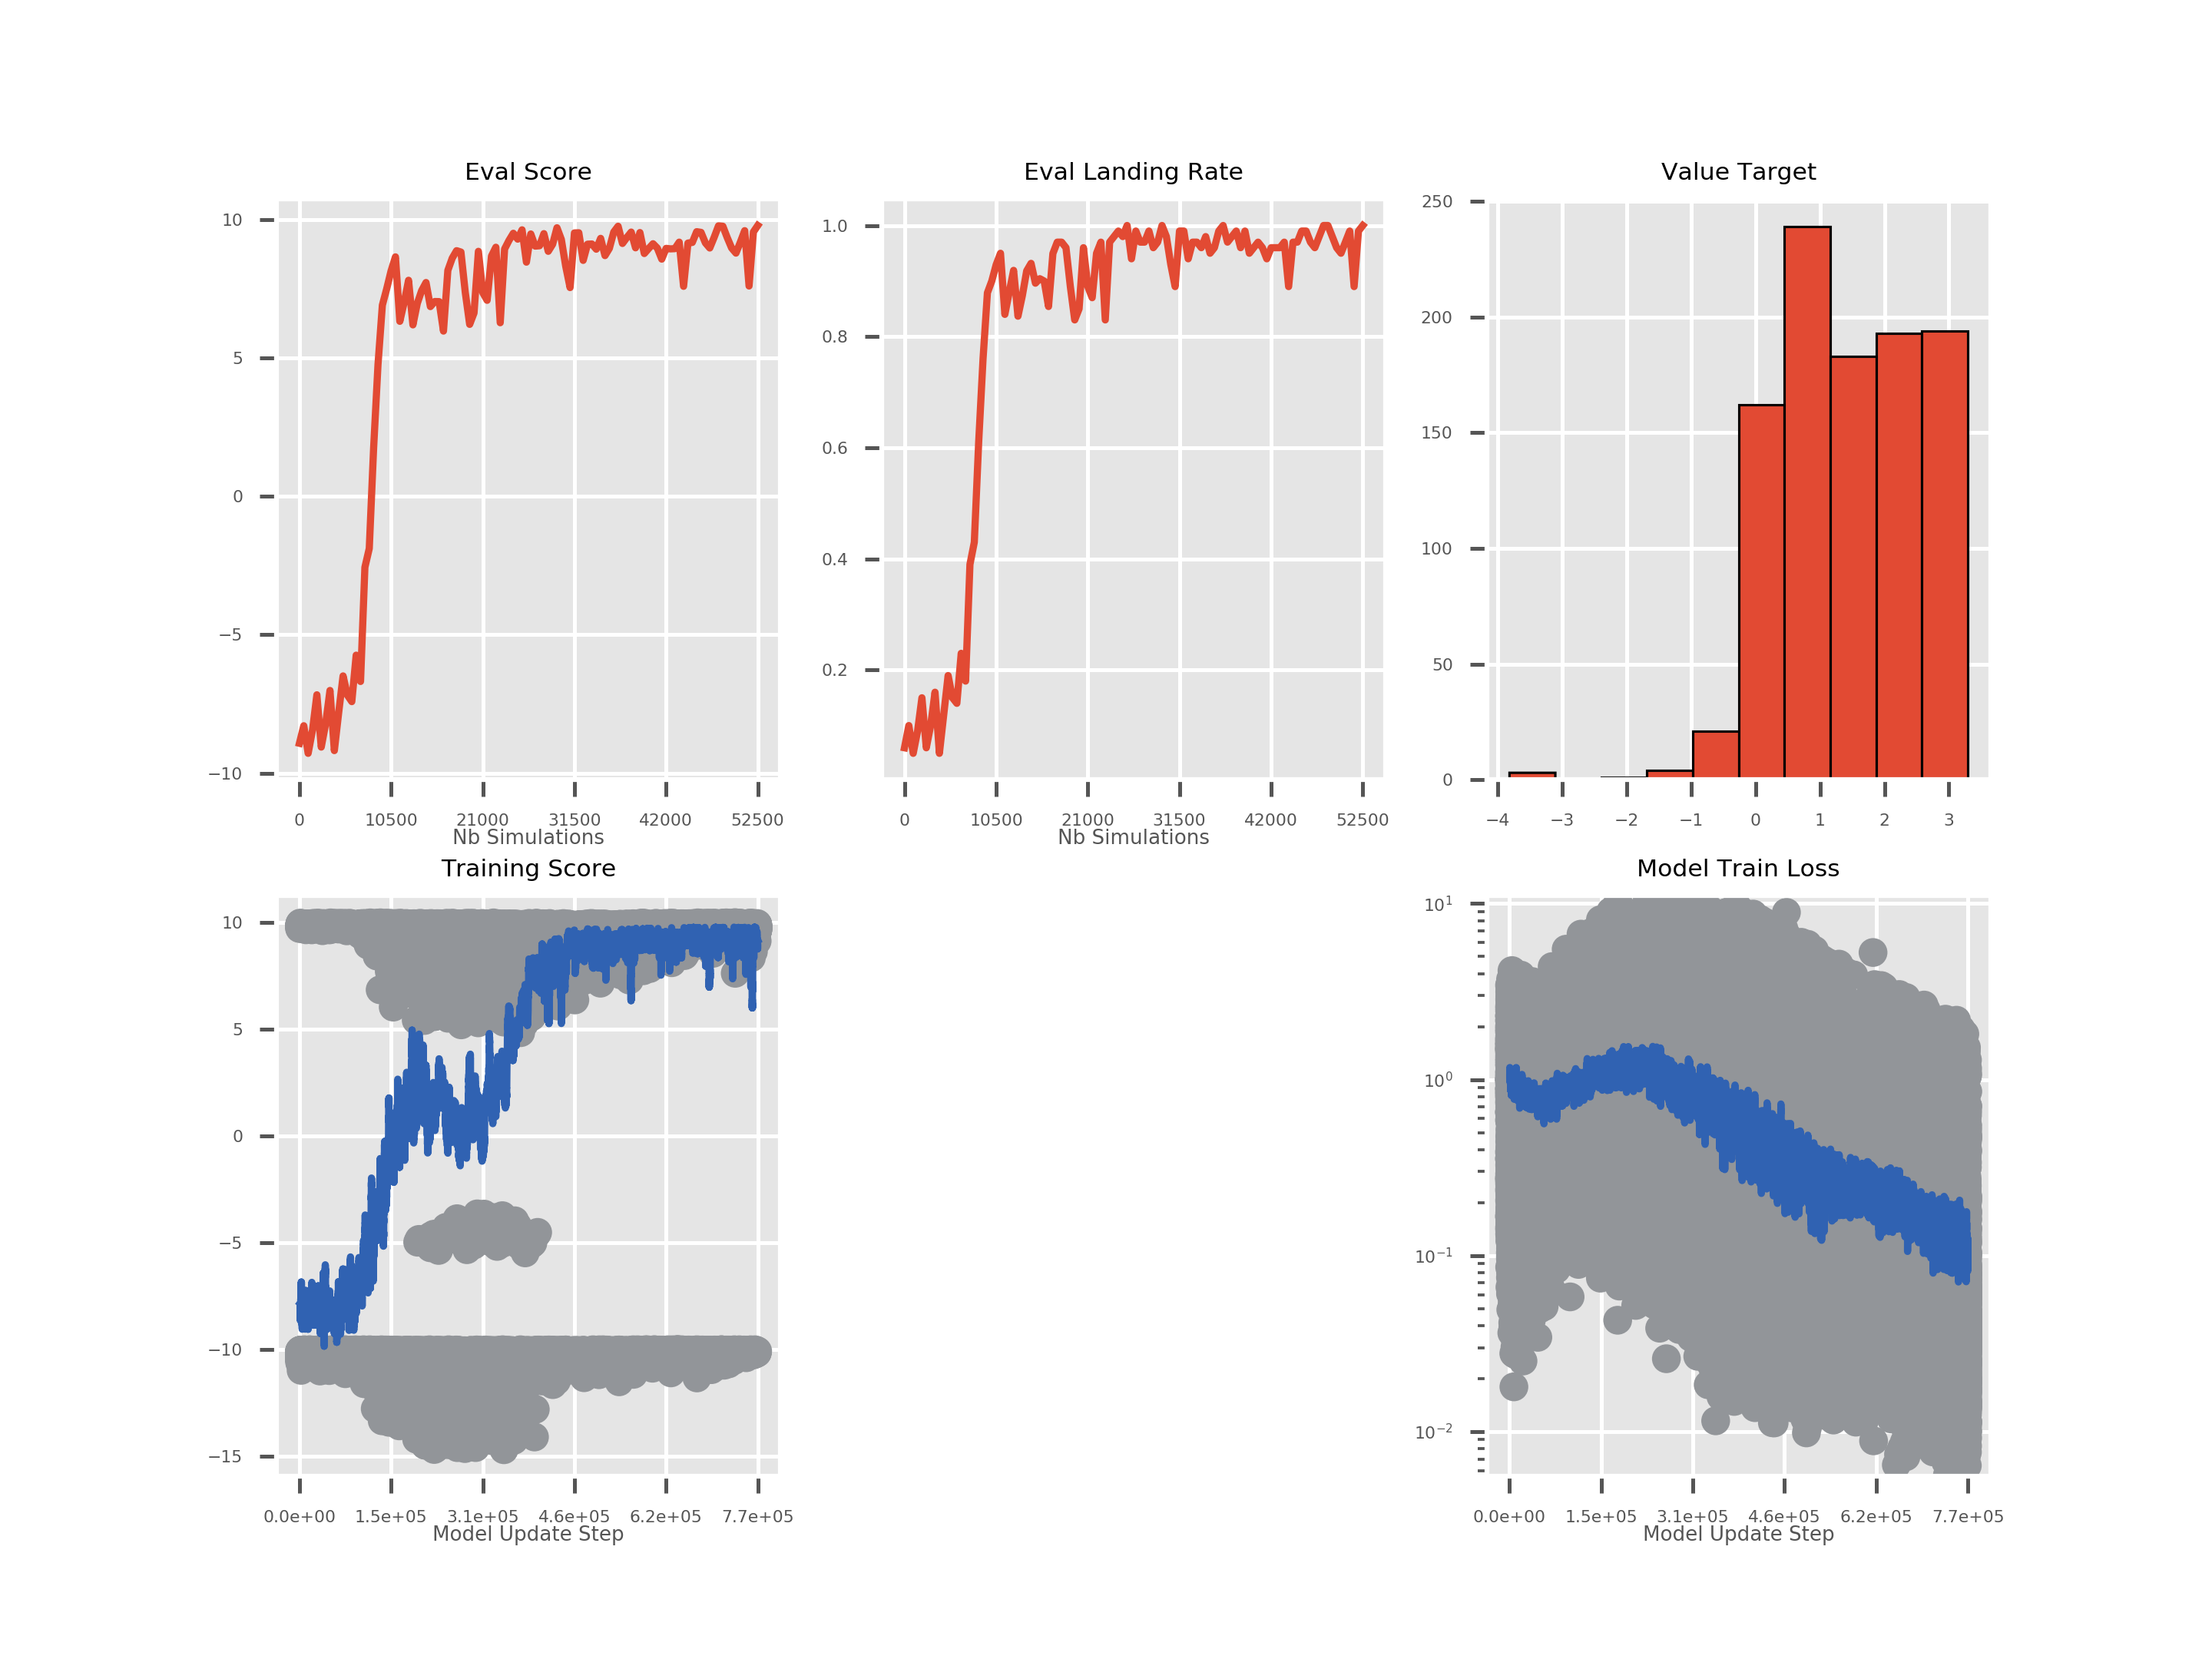 Eval Score
10
5
0
−5
−10
0 10500 21000 31500 42000 52500
Nb Simulations
Eval Landing Rate
1.0
0.8
0.6
0.4
0.2
0 10500 21000 31500 42000 52500
Nb Simulations
Value Target
250
200
150
100
50
0
−4 −3 −2 −1 0 1 2 3
Training Score
10
5
0
−5
−10
−15
0.0e+00 1.5e+05 3.1e+05 4.6e+05 6.2e+05 7.7e+05
Model Update Step
Model Train Loss
10¹
10⁰
10⁻¹
10⁻²
0.0e+00 1.5e+05 3.1e+05 4.6e+05 6.2e+05 7.7e+05
Model Update Step